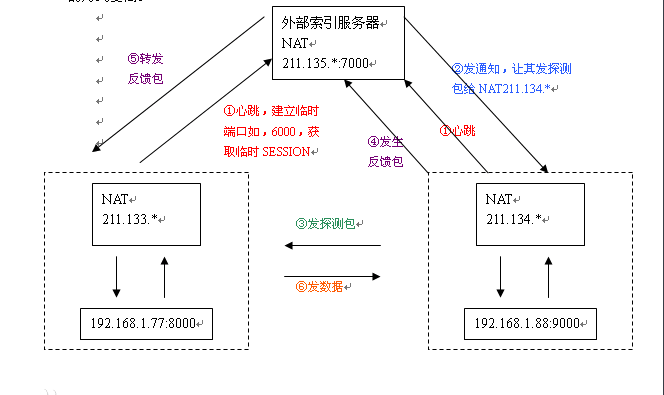 外部索引服务器
NAT
211.135.*:7000
⑤转发
反馈包
②发通知，让其发探测
包给 NAT211.134.*
①心跳，建立临时
端口如，6000，获
取临时 SESSION
①心跳
④发生
反馈包
NAT
211.133.*
NAT
211.134.*
③发探测包
⑥发数据
192.168.1.77:8000
192.168.1.88:9000